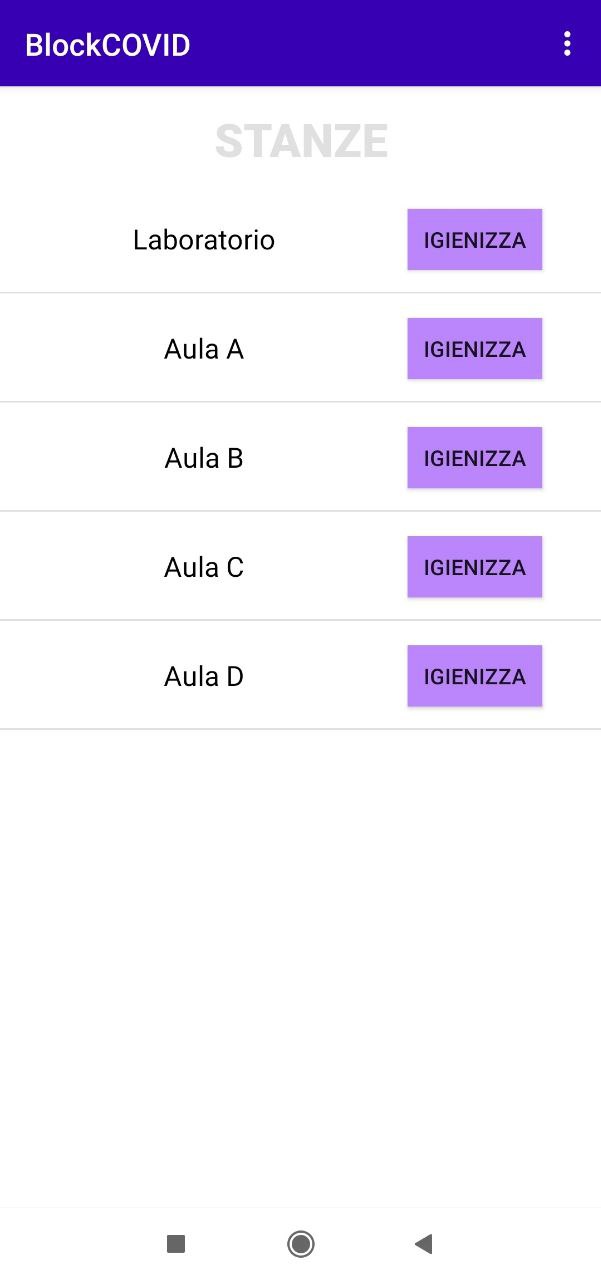 BlockCOVID
STANZE
Laboratorio IGIENIZZA
Aula A IGIENIZZA
Aula B IGIENIZZA
Aula C IGIENIZZA
Aula D IGIENIZZA